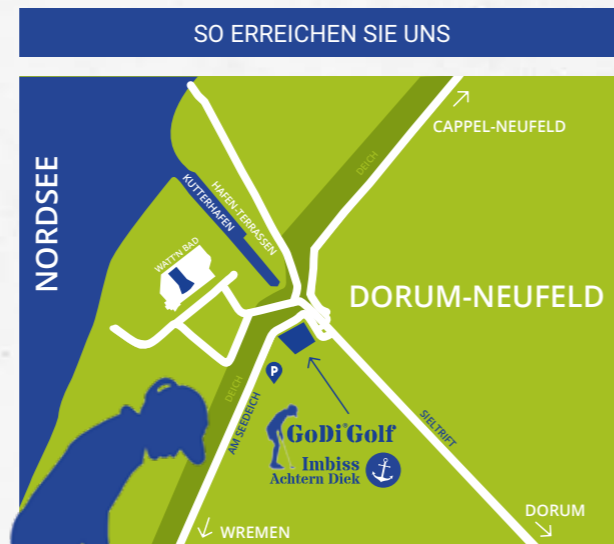 SO ERREICHEN SIE UNS
CAPPEL-NEUFELD
DEICH
NORDSEE
KUTTERHAFEN
HAFEN-TERRASSEN
WATT'N BAD
DORUM-NEUFELD
P
DEICH
AM SEEDEICH
SIELTRIFT
GoDi®Golf
Imbiss
Achtern Diek
DORUM
WREMEN